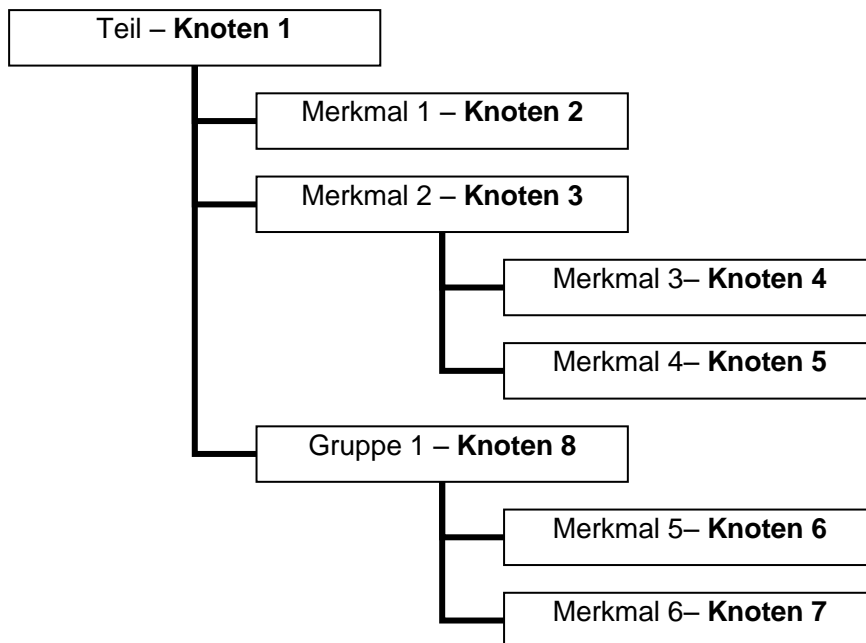 Teil – Knoten 1
Merkmal 1 – Knoten 2
Merkmal 2 – Knoten 3
Merkmal 3– Knoten 4
Merkmal 4– Knoten 5
Gruppe 1 – Knoten 8
Merkmal 5– Knoten 6
Merkmal 6– Knoten 7